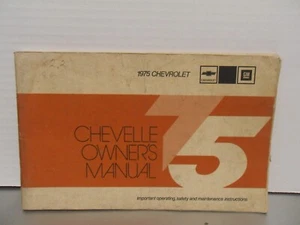 1975 CHEVROLET
GM
CHEVELLE
OWNER'S
MANUAL
75
important operating, safety and maintenance instructions